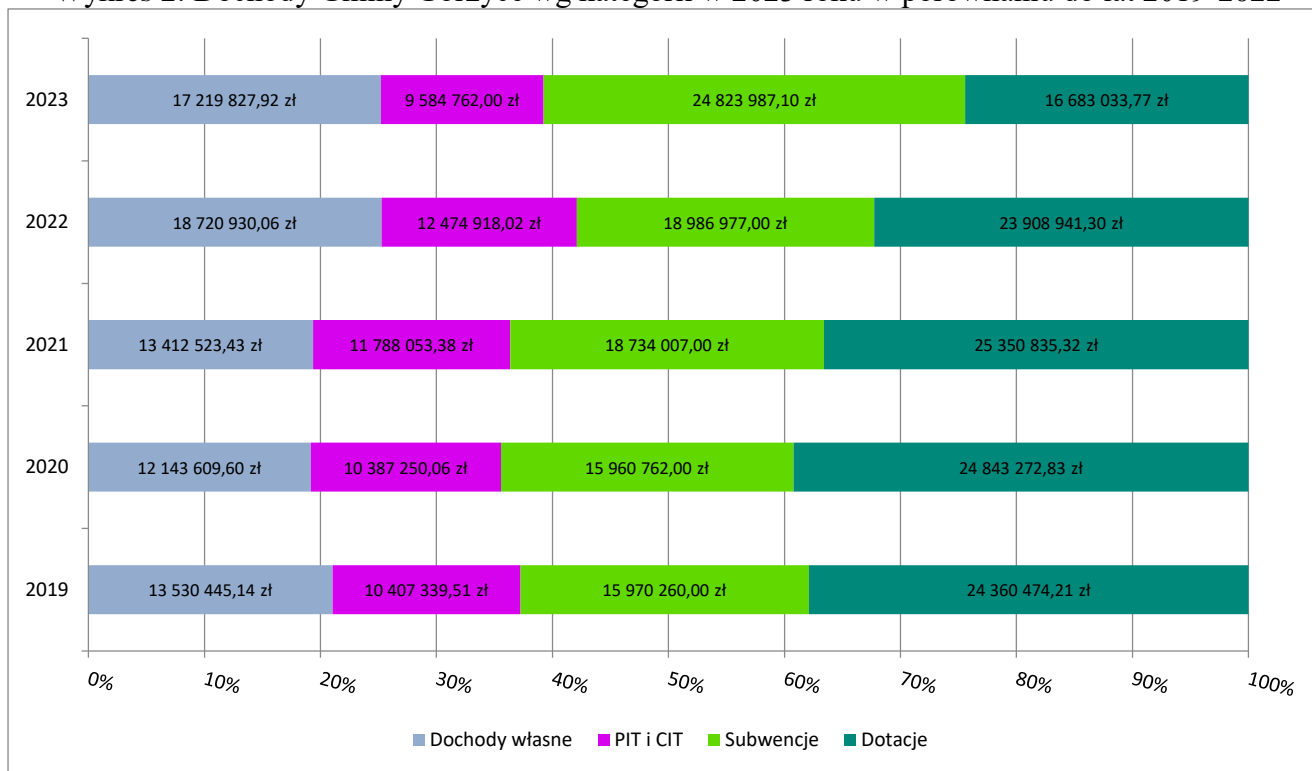 2023 17 219 827,92 zł 9 584 762,00 zł 24 823 987,10 zł 16 683 033,77 zł
2022 18 720 930,06 zł 12 474 918,02 zł 18 986 977,00 zł 23 908 941,30 zł
2021 13 412 523,43 zł 11 788 053,38 zł 18 734 007,00 zł 25 350 835,32 zł
2020 12 143 609,60 zł 10 387 250,06 zł 15 960 762,00 zł 24 843 272,83 zł
2019 13 530 445,14 zł 10 407 339,51 zł 15 970 260,00 zł 24 360 474,21 zł
0% 10% 20% 30% 40% 50% 60% 70% 80% 90% 100%
Dochody własne PIT i CIT Subwencje Dotacje